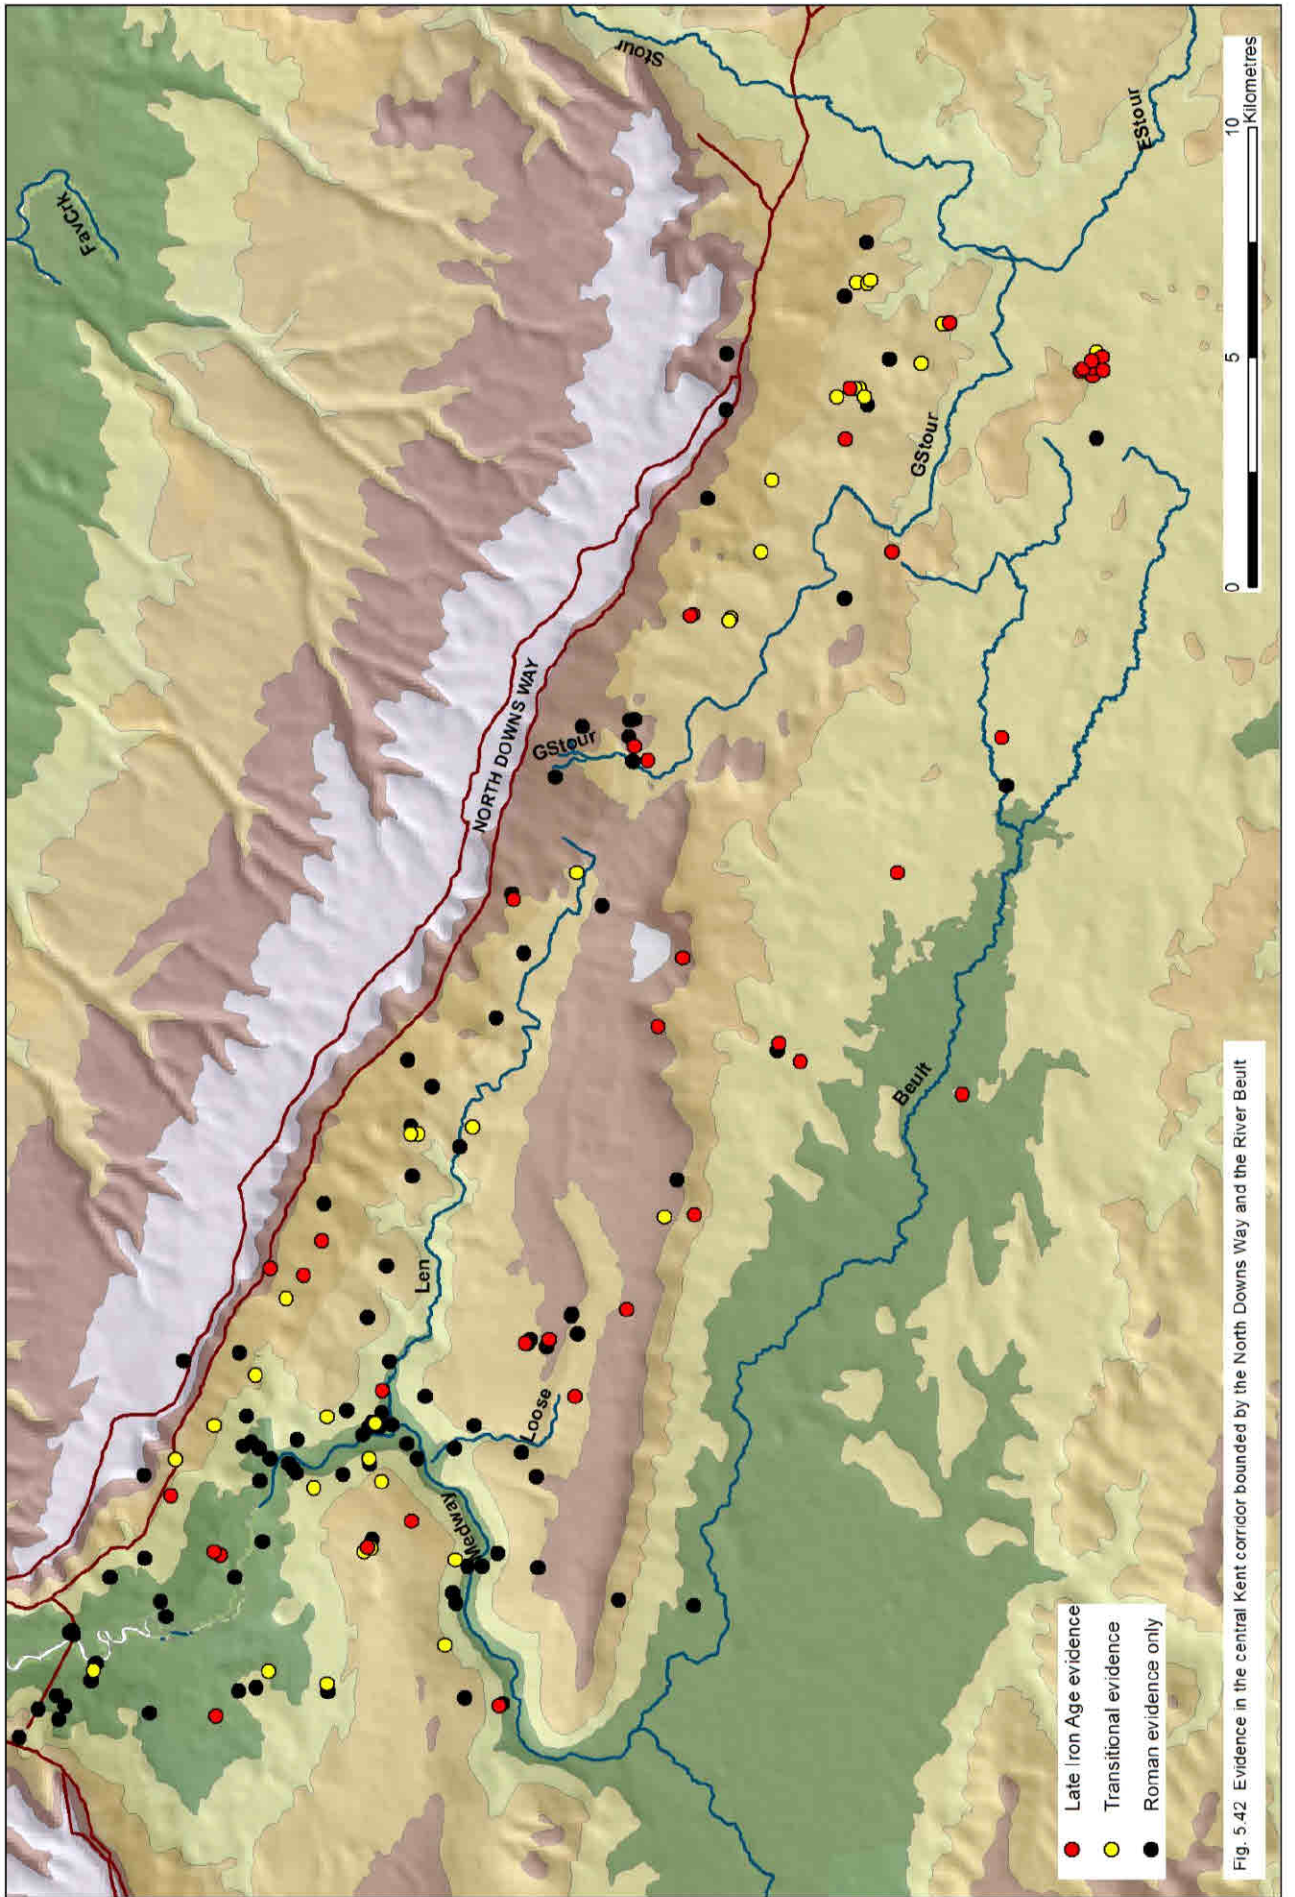 FavCrk
Stour
EStour
GStour
NORTH DOWNS WAY
GStour
Len
Loose
Medway
Beult
0
5
10
Kilometres
Late Iron Age evidence
Transitional evidence
Roman evidence only
Fig. 5.42 Evidence in the central Kent corridor bounded by the North Downs Way and the River Beult